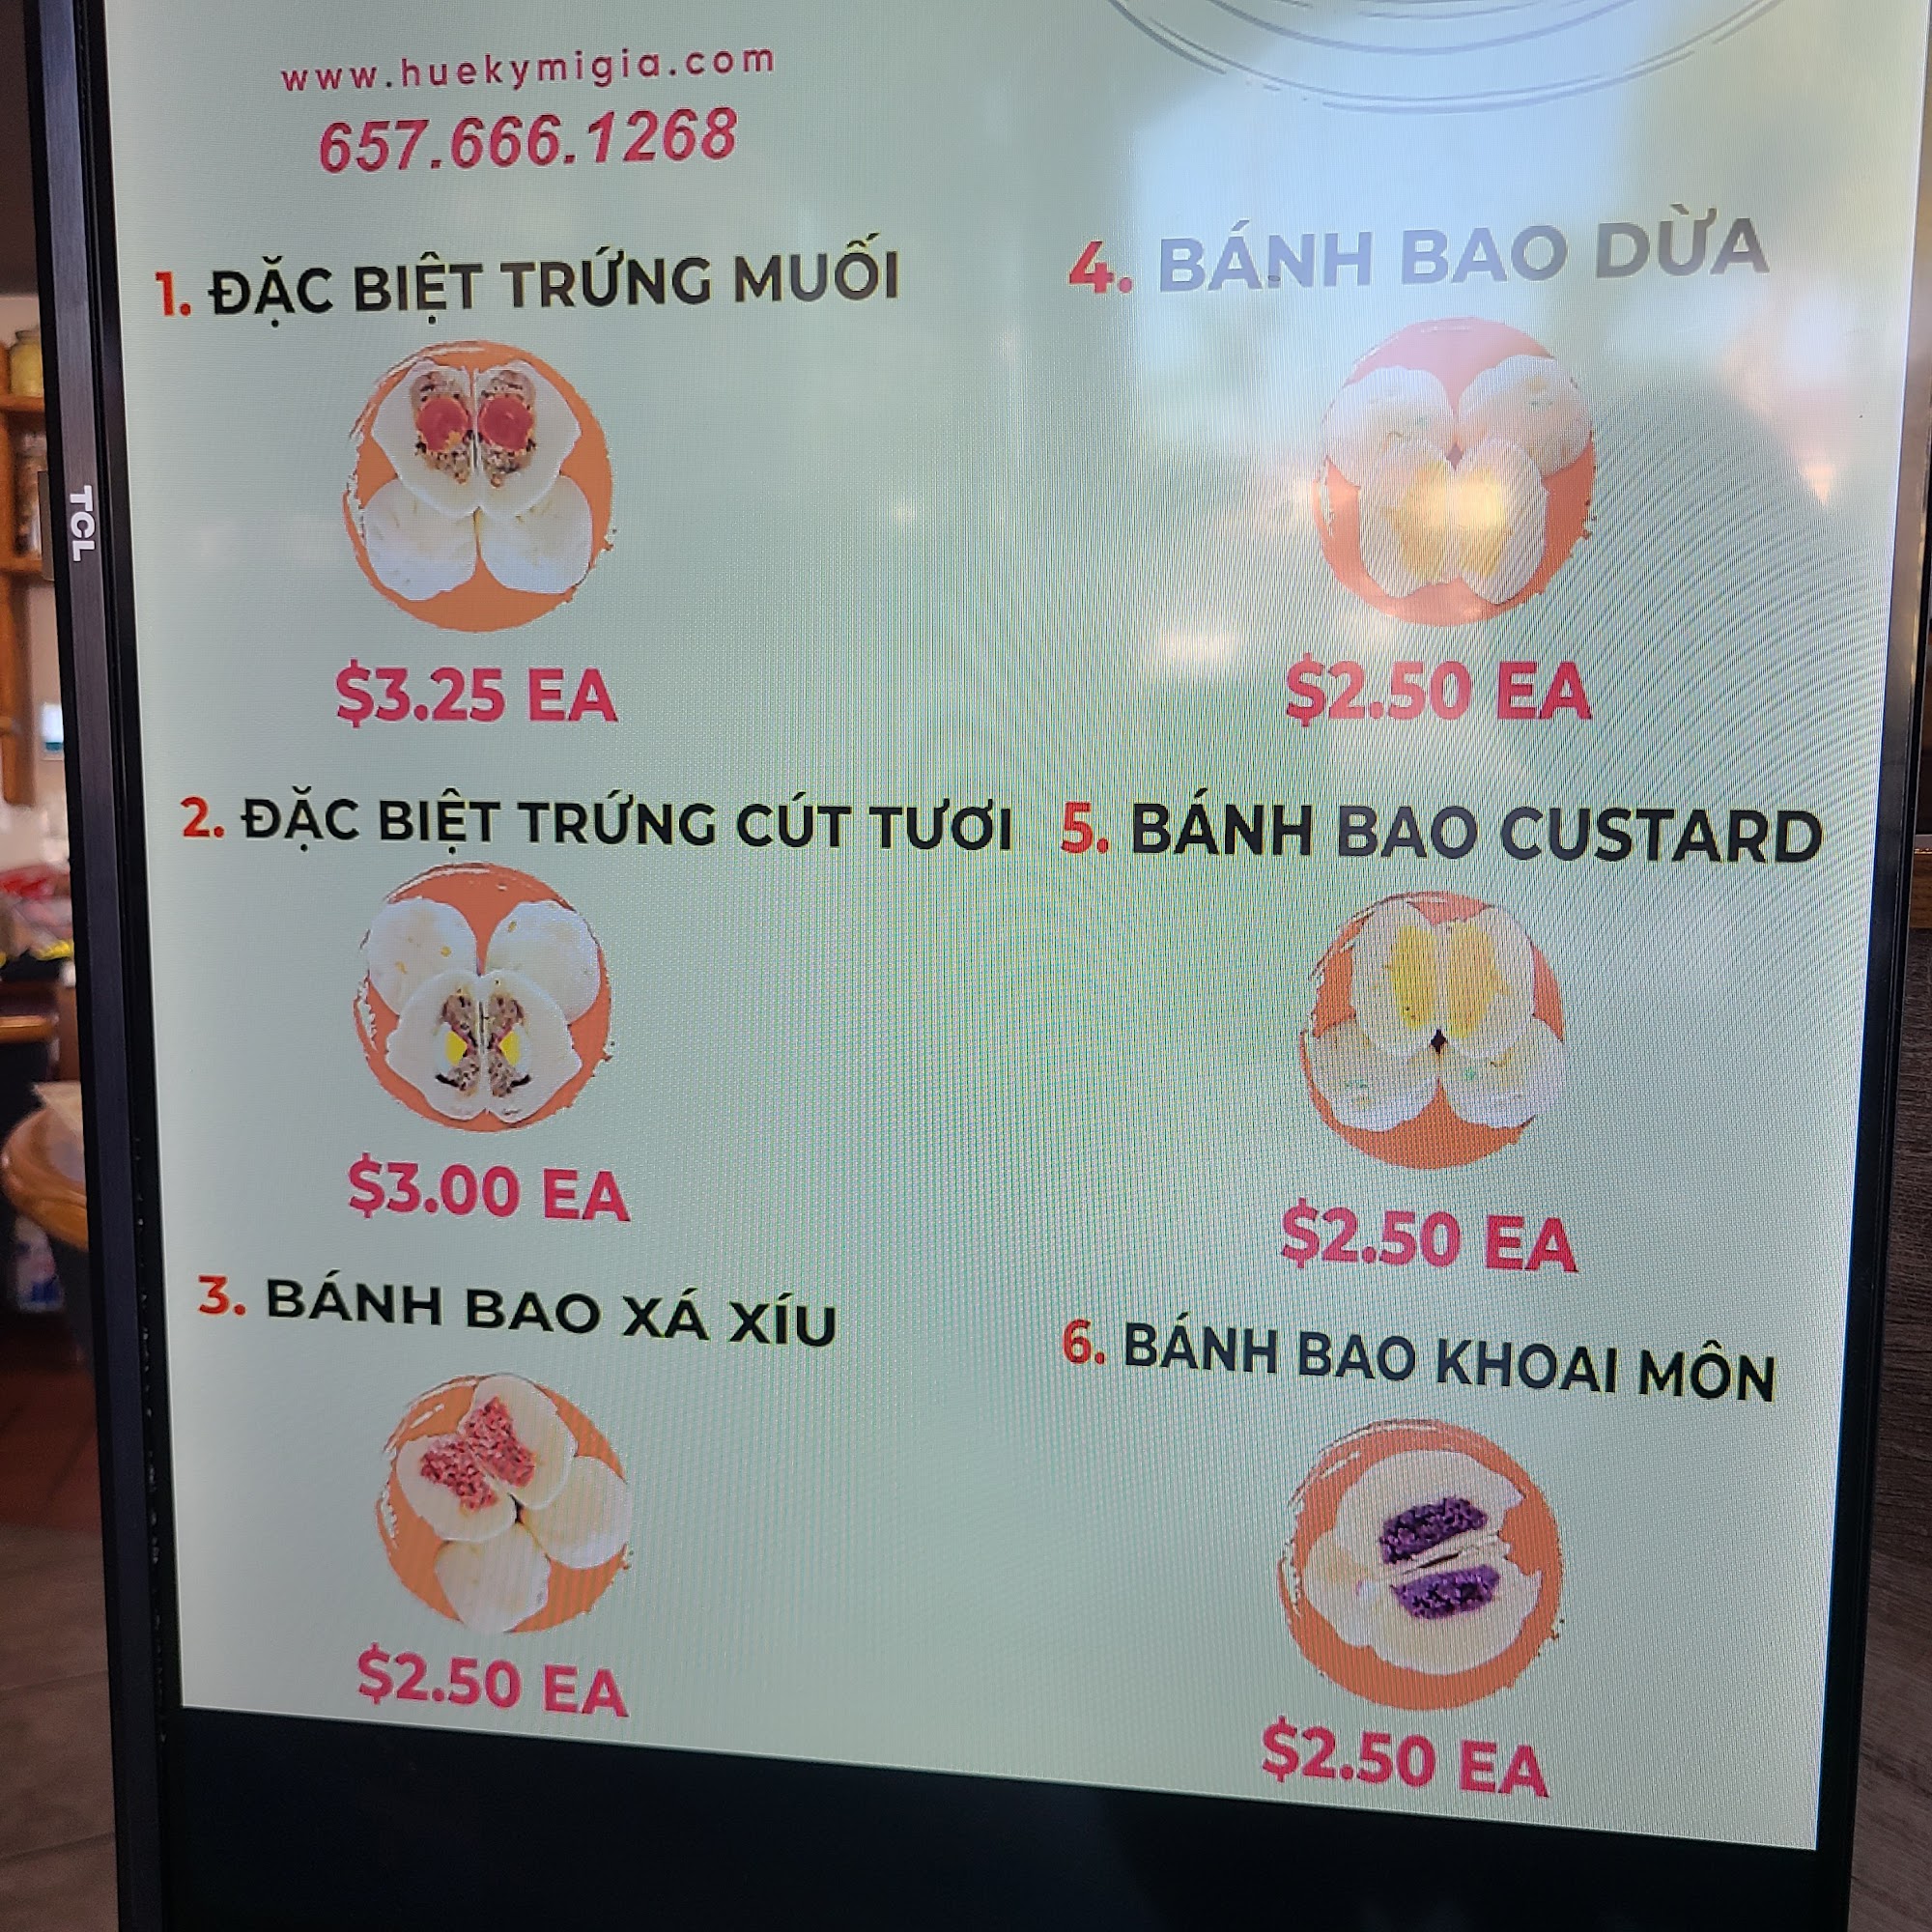 www.huekymigia.com
657.666.1268
1. ĐẶC BIỆT TRỨNG MUỐI
$3.25 EA
2. ĐẶC BIỆT TRỨNG CÚT TƯƠI
$3.00 EA
3. BÁNH BAO XÁ XÍU
$2.50 EA
4. BÁNH BAO DỪA
$2.50 EA
5. BÁNH BAO CUSTARD
$2.50 EA
6. BÁNH BAO KHOAI MÔN
$2.50 EA
TCL